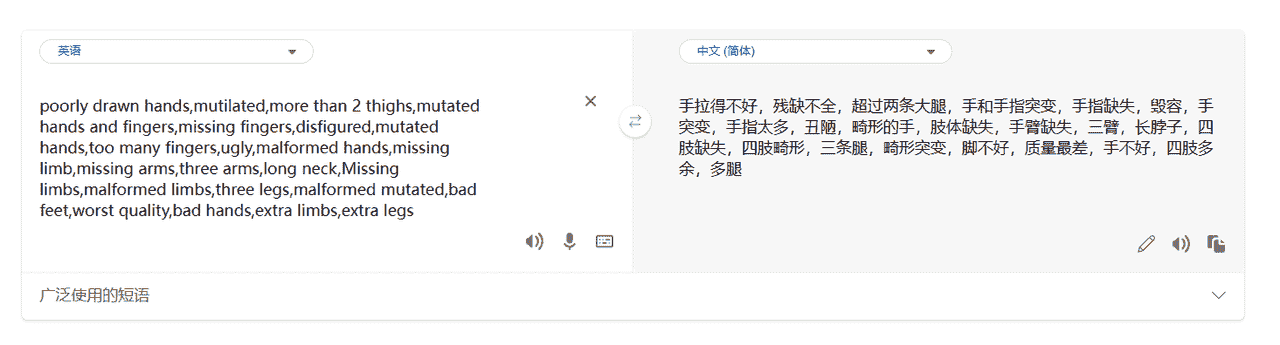 英语
中文 (简体)
poorly drawn hands,mutilated,more than 2 thighs,mutated
hands and fingers,missing fingers,disfigured,mutated
hands,too many fingers,ugly,malformed hands,missing
limb,missing arms,three arms,long neck,Missing
limbs,malformed limbs,three legs,malformed mutated,bad
feet,worst quality,bad hands,extra limbs,extra legs
手拉得不好，残缺不全，超过两条大腿，手和手指突变，手指缺失，毁容，手
突变，手指太多，丑陋，畸形的手，肢体缺失，手臂缺失，三臂，长脖子，四
肢缺失，四肢畸形，三条腿，畸形突变，脚不好，质量最差，手不好，四肢多
余，多腿
广泛使用的短语